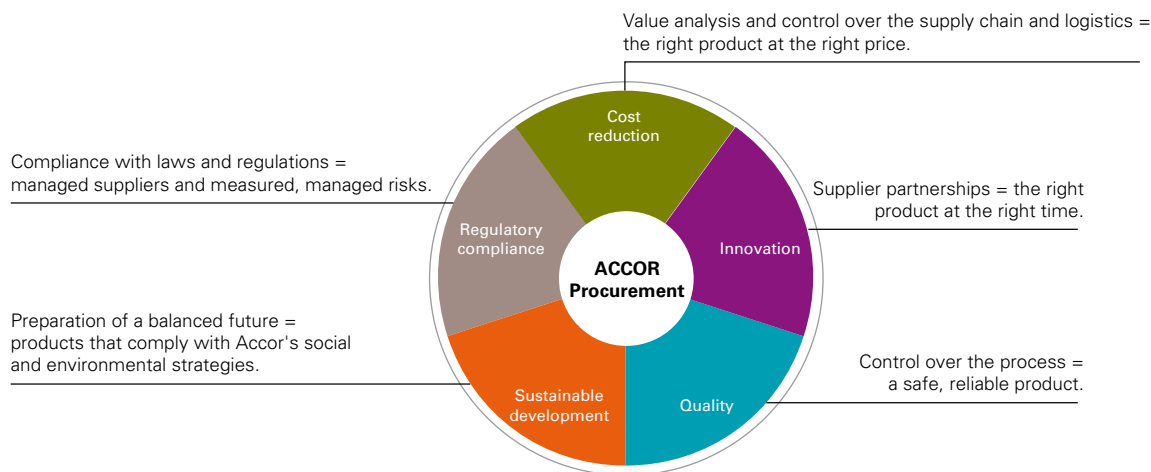 Value analysis and control over the supply chain and logistics =
the right product at the right price.
Cost
reduction
Compliance with laws and regulations =
managed suppliers and measured, managed risks.
Supplier partnerships = the right
product at the right time.
Regulatory
compliance
Innovation
ACCOR
Procurement
Preparation of a balanced future =
products that comply with Accor's social
and environmental strategies.
Control over the process =
a safe, reliable product.
Sustainable
development
Quality